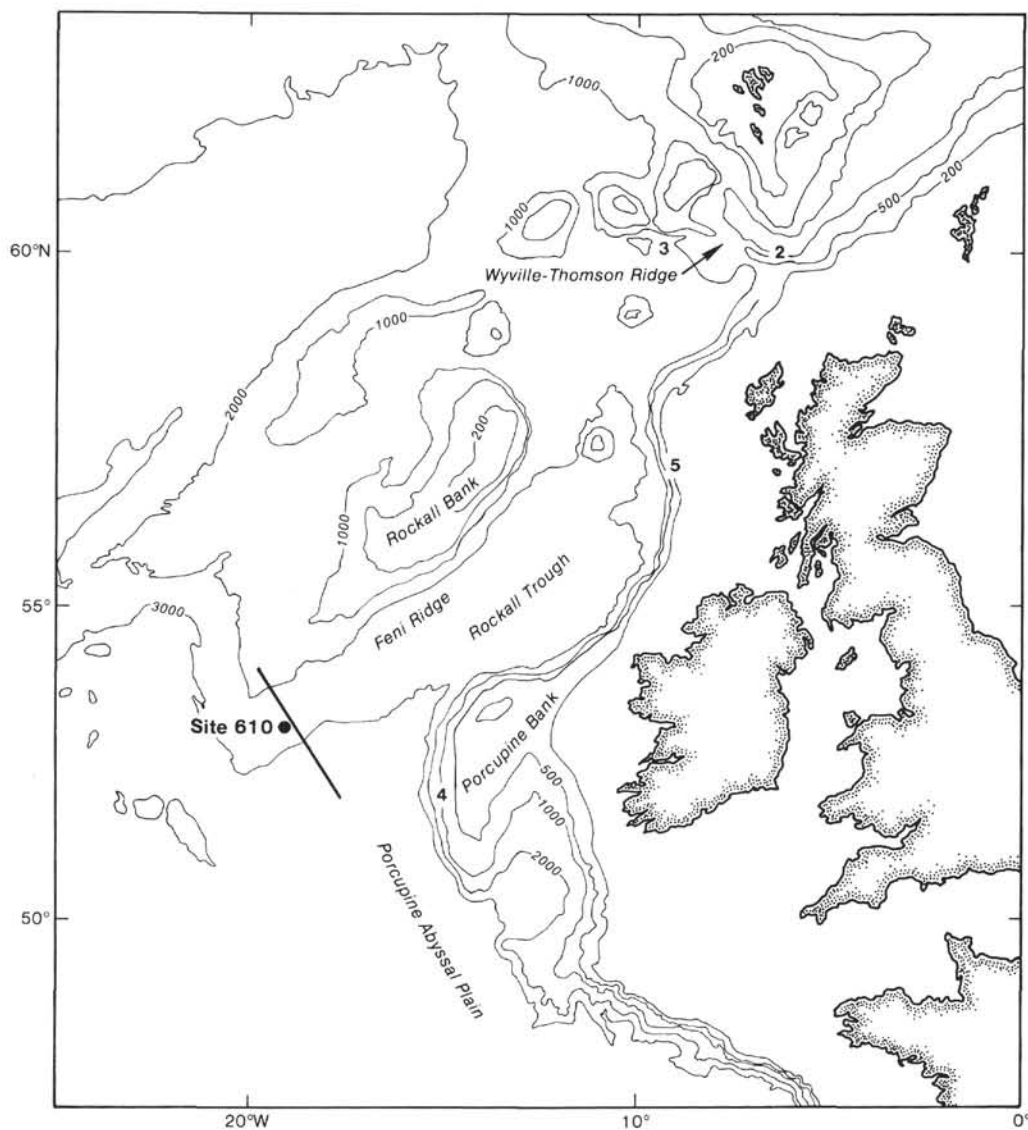 200
1000
200
500
1000
60°N
3
2
Wyville-Thomson Ridge
1000
2000
200
5
Rockall Bank
1000
Rockall Trough
55°
3000
Feni Ridge
Site 610
Porcupine Bank
4
500
1000
2000
Porcupine Abyssal Plain
50°
20°W
10°
0°